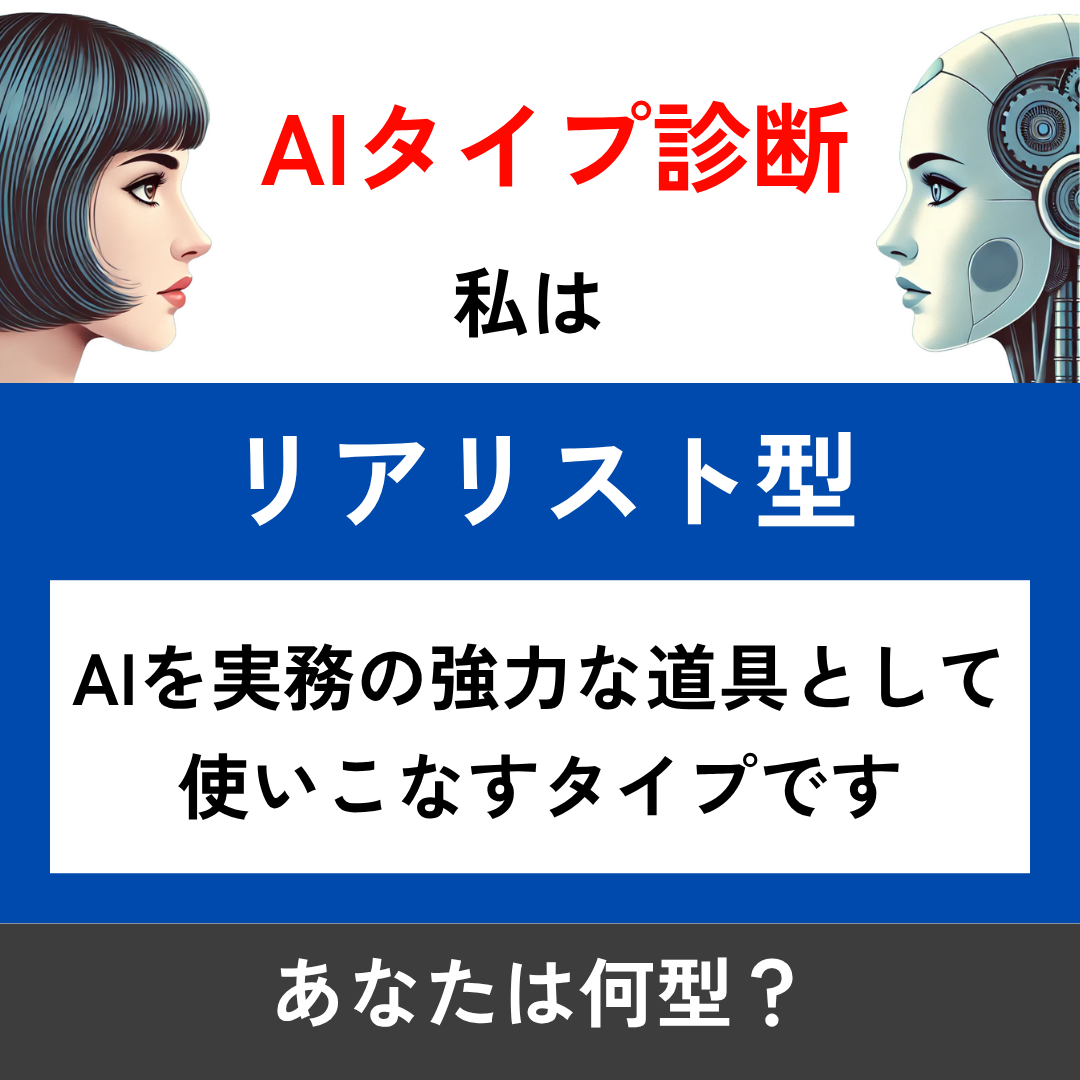 AIタイプ診断
私は
リアリスト型
AIを実務の強力な道具として
使いこなすタイプです
あなたは何型？